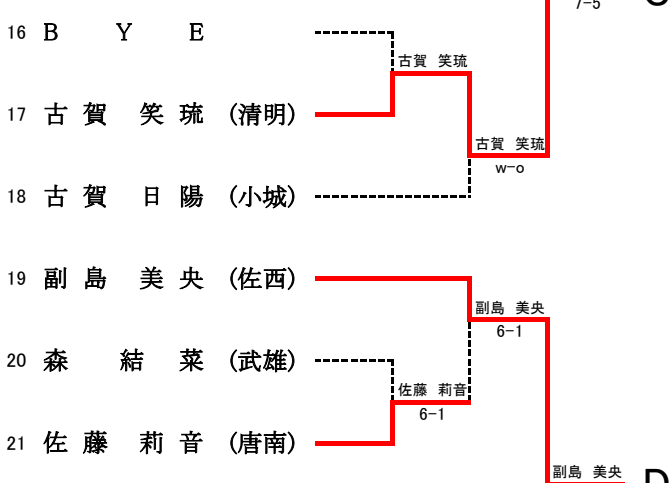 7-5
16 B Y E
古賀 笑琉
17 古賀 笑琉 (清明)
古賀 笑琉
w-o
18 古賀 日陽 (小城)
19 副島 美央 (佐西)
副島 美央
6-1
20 森 結菜 (武雄)
佐藤 莉音
6-1
21 佐藤 莉音 (唐南)
副島 美央